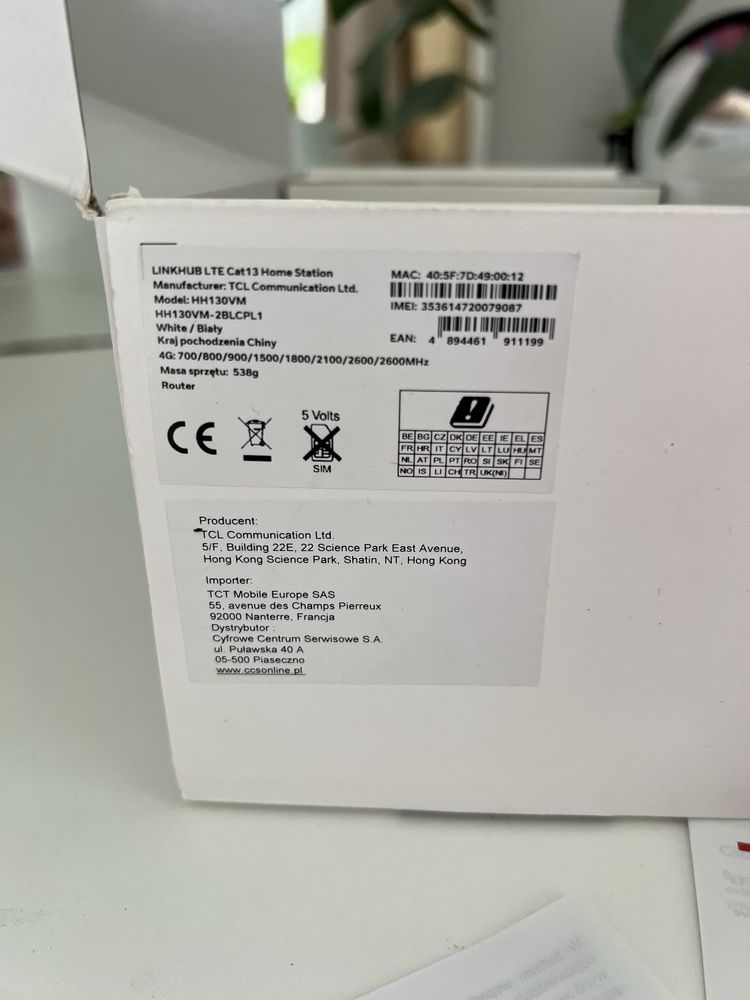 LINKHUB LTE Cat13 Home Station
Manufacturer: TCL Communication Ltd.
Model: HH130VM
HH130VM-2BLCPL1
White / Biały
Kraj pochodzenia Chiny
4G: 700/800/900/1500/1800/2100/2600/2600MHz
Masa sprzętu: 538g
Router
MAC: 40:5F:7D:49:00:12
IMEI: 353614720079087
EAN: 4 894461 911199
CE
5 Volts
SIM
BE BG CZ DK DE EE IE EL ES
FR HR IT CY LV LT LU HU MT
NL AT PL PT RO SI SK FI SE
NO IS LI CH TR UK(NI)
Producent:
TCL Communication Ltd.
5/F, Building 22E, 22 Science Park East Avenue,
Hong Kong Science Park, Shatin, NT, Hong Kong
Importer:
TCT Mobile Europe SAS
55, avenue des Champs Pierreux
92000 Nanterre, Francja
Dystrybutor :
Cyfrowe Centrum Serwisowe S.A.
ul. Puławska 40 A
05-500 Piaseczno
www.ccsonline.pl